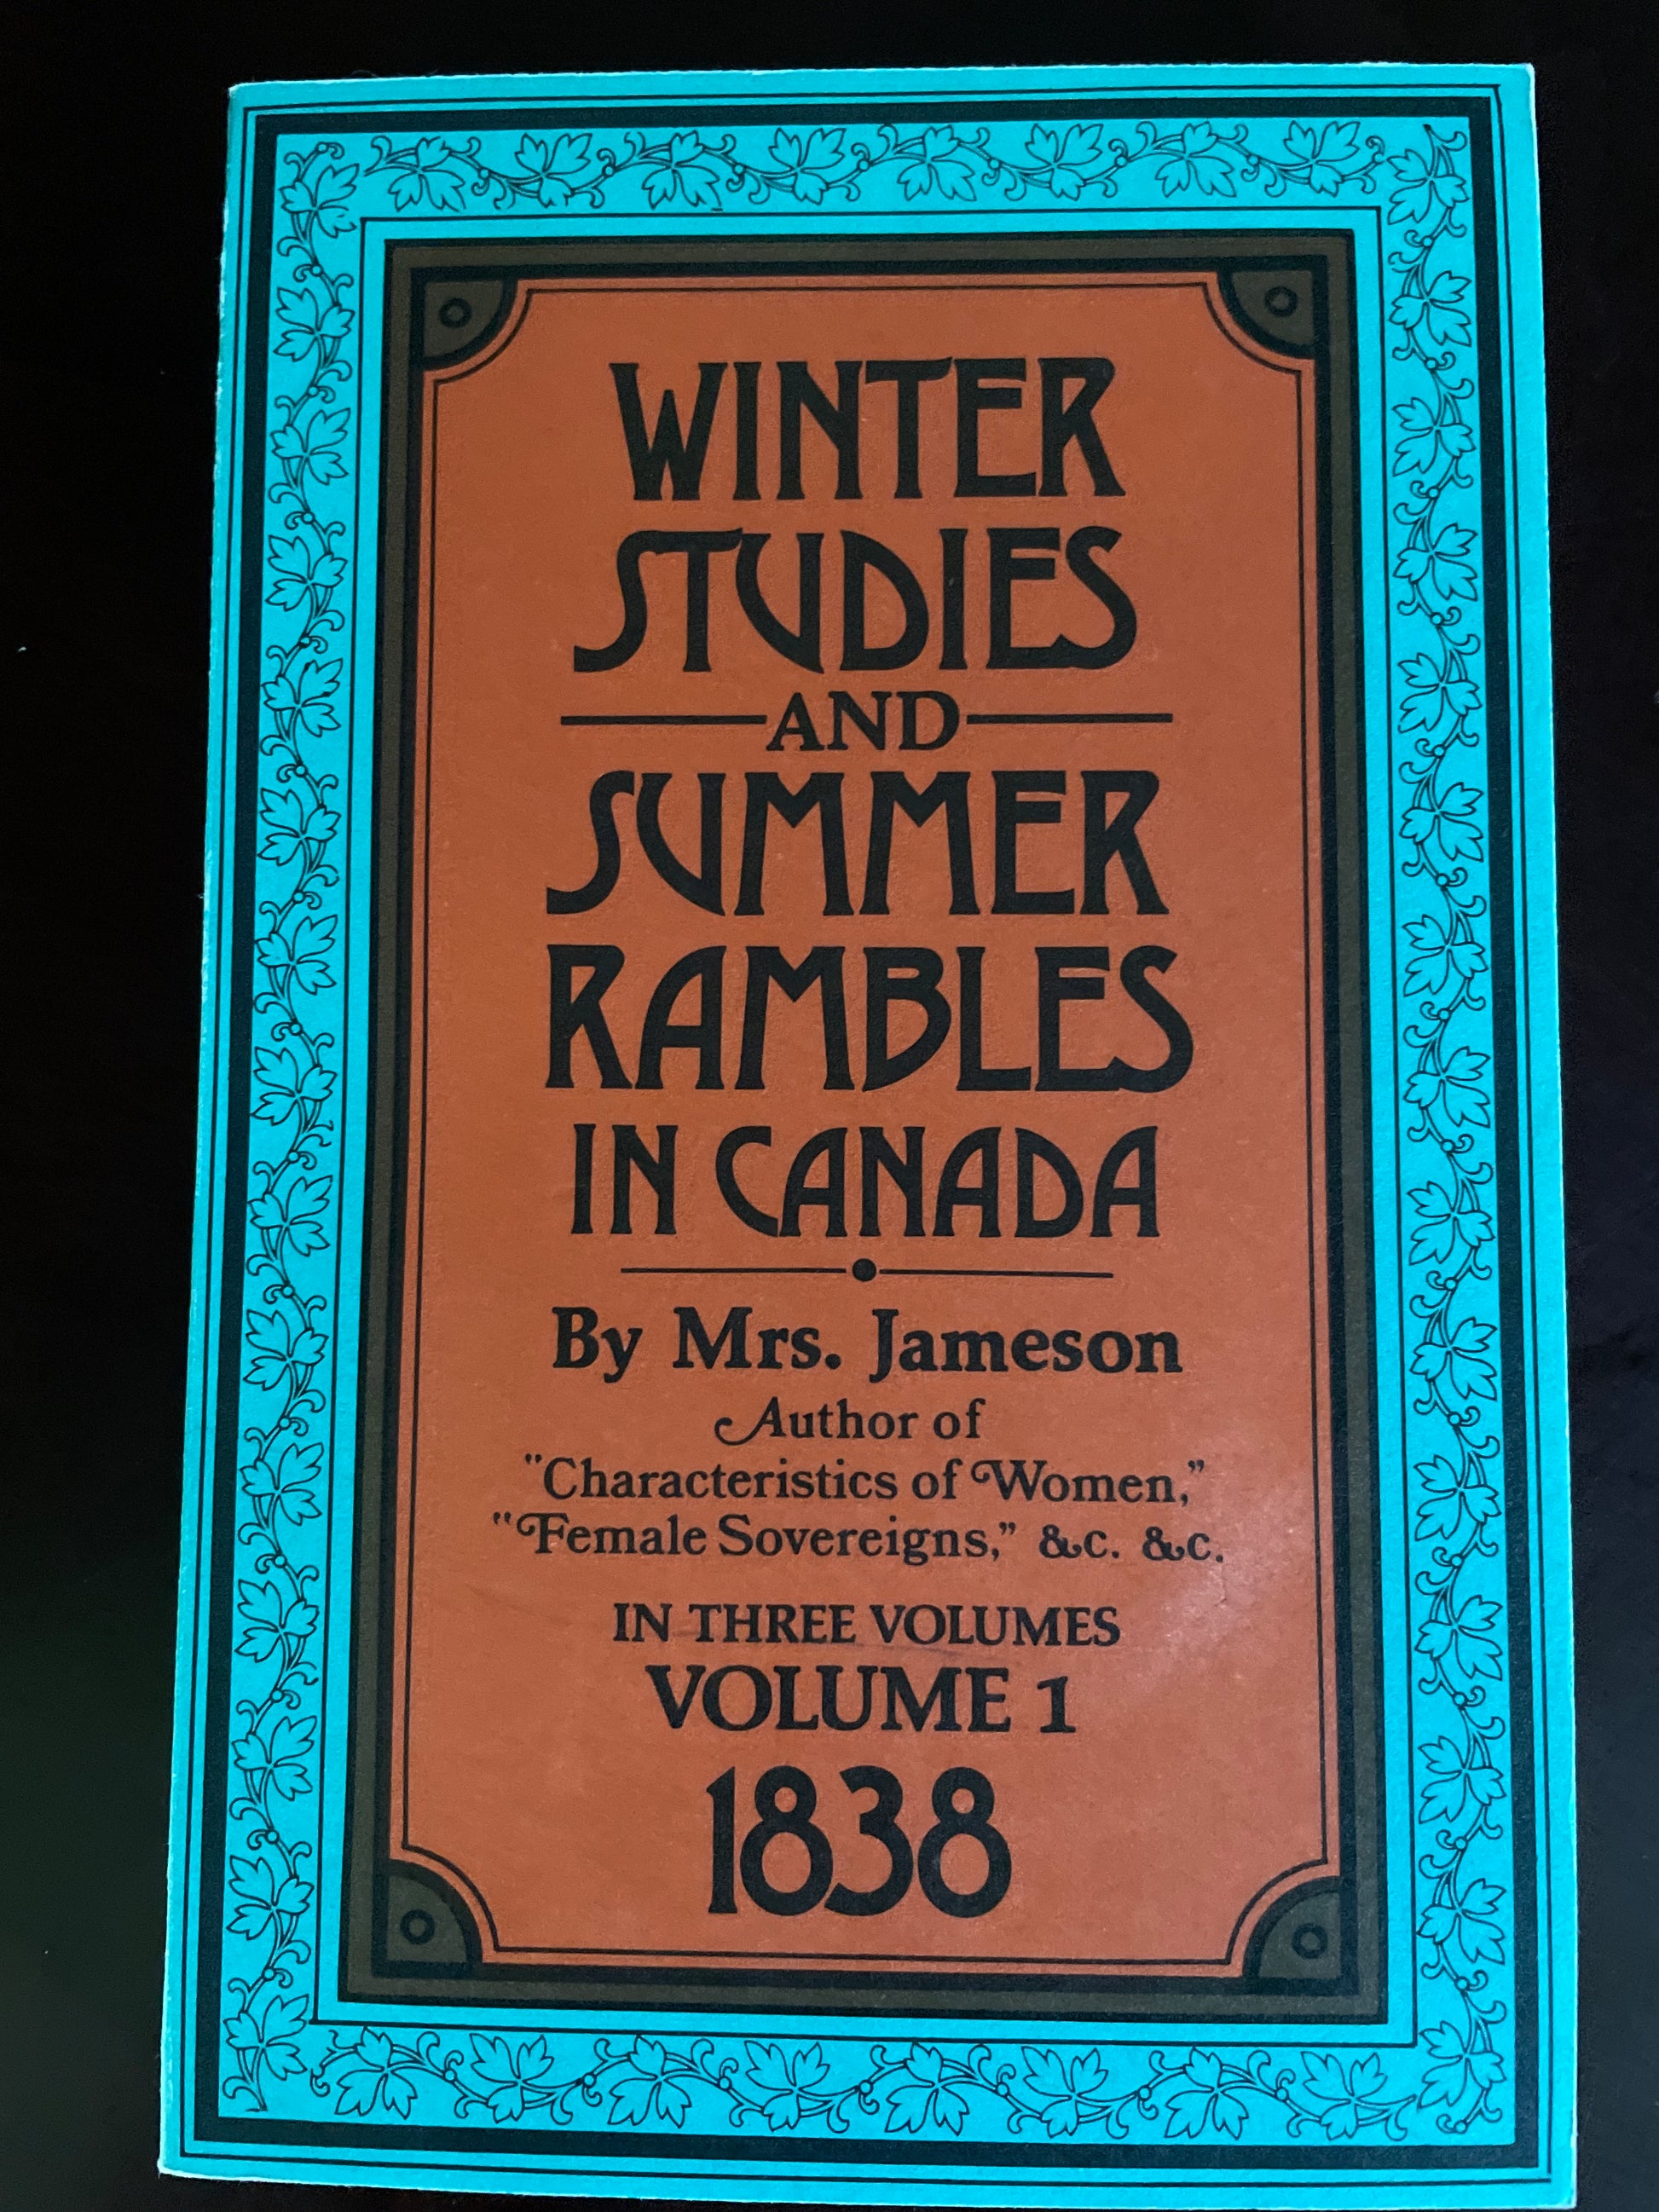 WINTER
STUDIES
AND
SUMMER
RAMBLES
IN CANADA
By Mrs. Jameson
Author of
"Characteristics of Women,"
"Female Sovereigns," &c. &c.
IN THREE VOLUMES
VOLUME 1
1838